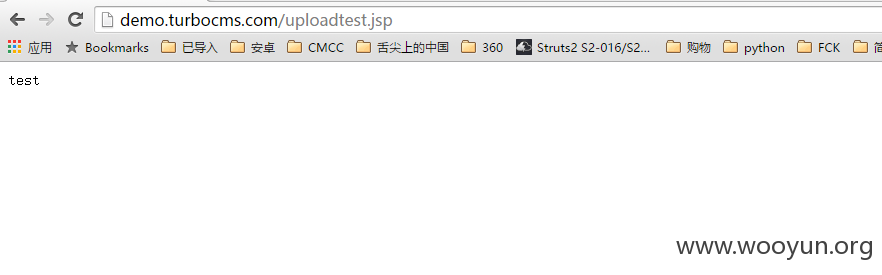 demo.turbocms.com/uploadtest.jsp
应用 Bookmarks 已导入 安卓 CMCC 舌尖上的中国 360 Struts2 S2-016/S2... 购物 python FCK
test
www.wooyun.org